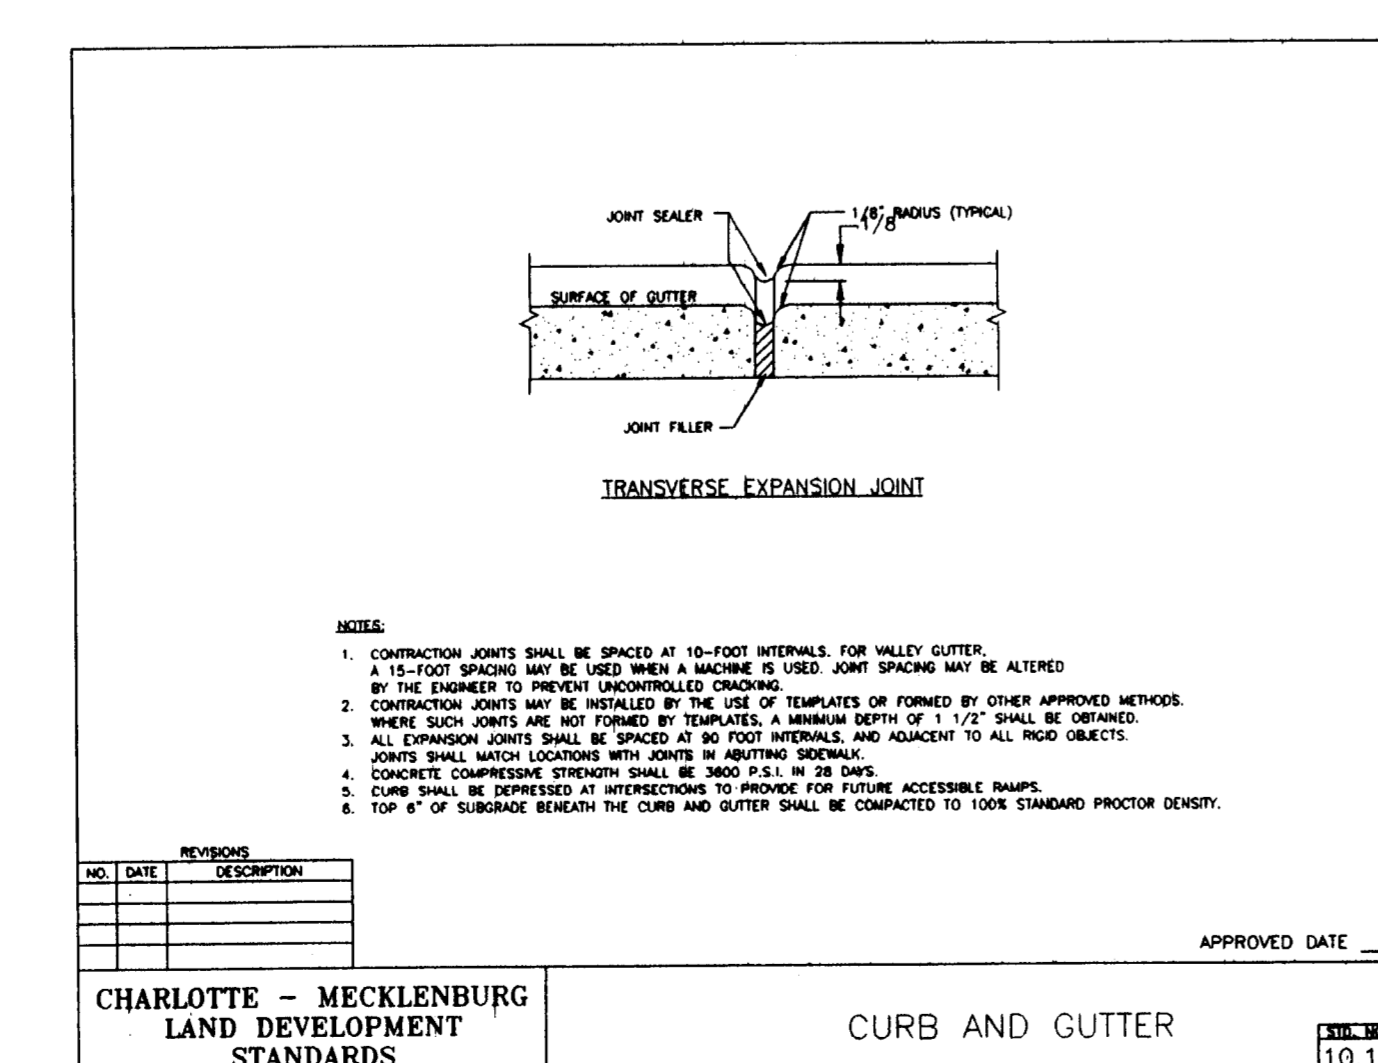 JOINT SEALER
1/8" RADIUS (TYPICAL)
1/8
SURFACE OF GUTTER
JOINT FILLER
TRANSVERSE EXPANSION JOINT
NOTES:
1. CONTRACTION JOINTS SHALL BE SPACED AT 10-FOOT INTERVALS. FOR VALLEY GUTTER,
A 15-FOOT SPACING MAY BE USED WHEN A MACHINE IS USED. JOINT SPACING MAY BE ALTERED
BY THE ENGINEER TO PREVENT UNCONTROLLED CRACKING.
2. CONTRACTION JOINTS MAY BE INSTALLED BY THE USE OF TEMPLATES OR FORMED BY OTHER APPROVED METHODS.
WHERE SUCH JOINTS ARE NOT FORMED BY TEMPLATES, A MINIMUM DEPTH OF 1 1/2" SHALL BE OBTAINED.
3. ALL EXPANSION JOINTS SHALL BE SPACED AT 90 FOOT INTERVALS, AND ADJACENT TO ALL RIGID OBJECTS.
JOINTS SHALL MATCH LOCATIONS WITH JOINTS IN ABUTTING SIDEWALK.
4. CONCRETE COMPRESSIVE STRENGTH SHALL BE 3600 P.S.I. IN 28 DAYS.
5. CURB SHALL BE DEPRESSED AT INTERSECTIONS TO PROVIDE FOR FUTURE ACCESSIBLE RAMPS.
6. TOP 6" OF SUBGRADE BENEATH THE CURB AND GUTTER SHALL BE COMPACTED TO 100% STANDARD PROCTOR DENSITY.
REVISIONS
NO. DATE DESCRIPTION
APPROVED DATE
CHARLOTTE - MECKLENBURG
LAND DEVELOPMENT
STANDARDS
CURB AND GUTTER
STD.
10.1